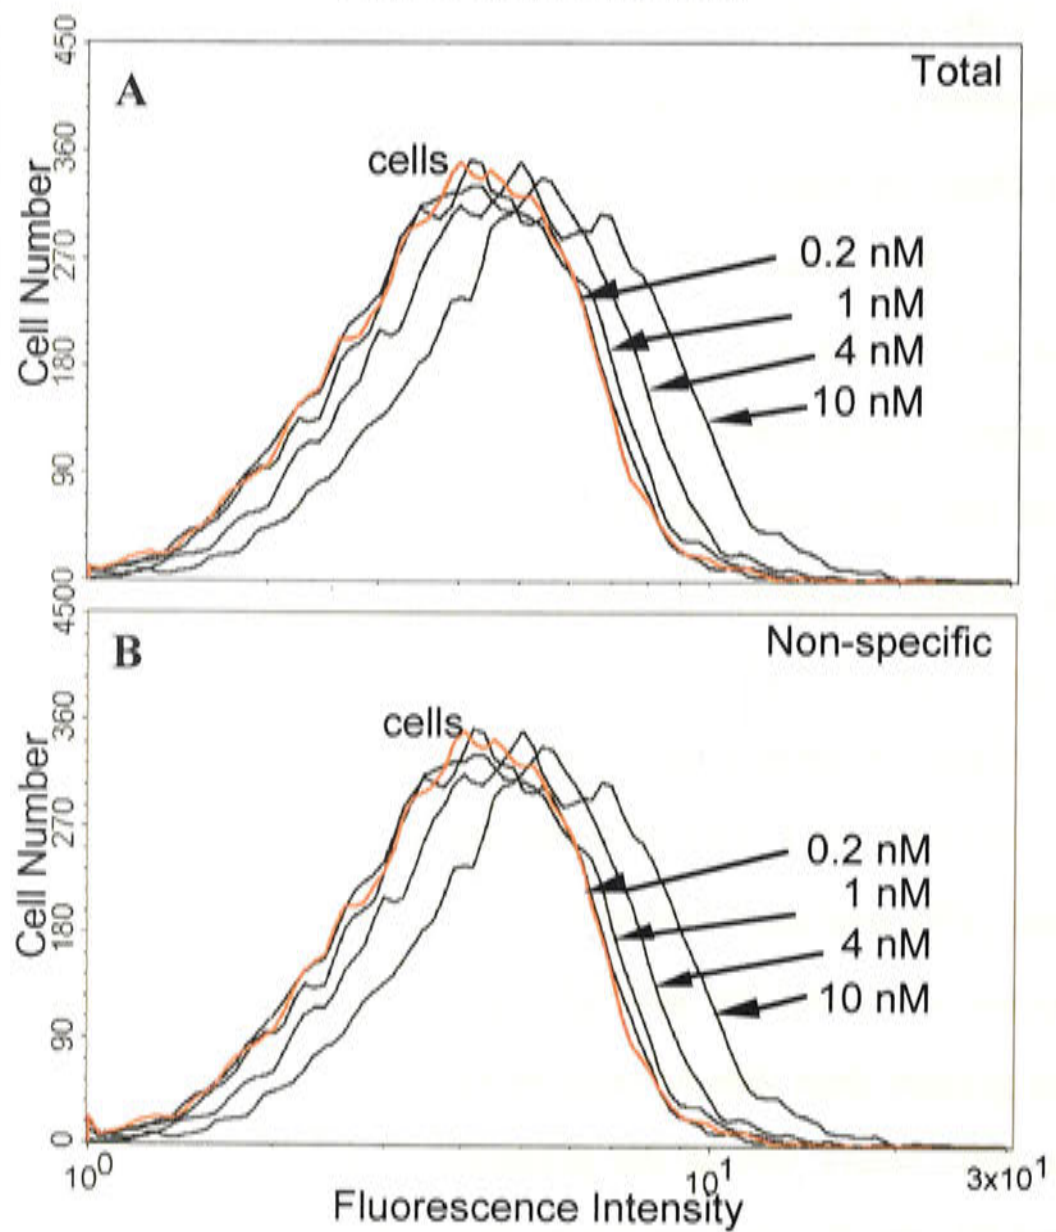 450
A
Total
360
cells
Cell Number
270
0.2 nM
1 nM
180
4 nM
10 nM
90
0
450
B
Non-specific
360
cells
Cell Number
270
0.2 nM
1 nM
180
4 nM
10 nM
90
0
10⁰
10¹
3x10¹
Fluorescence Intensity